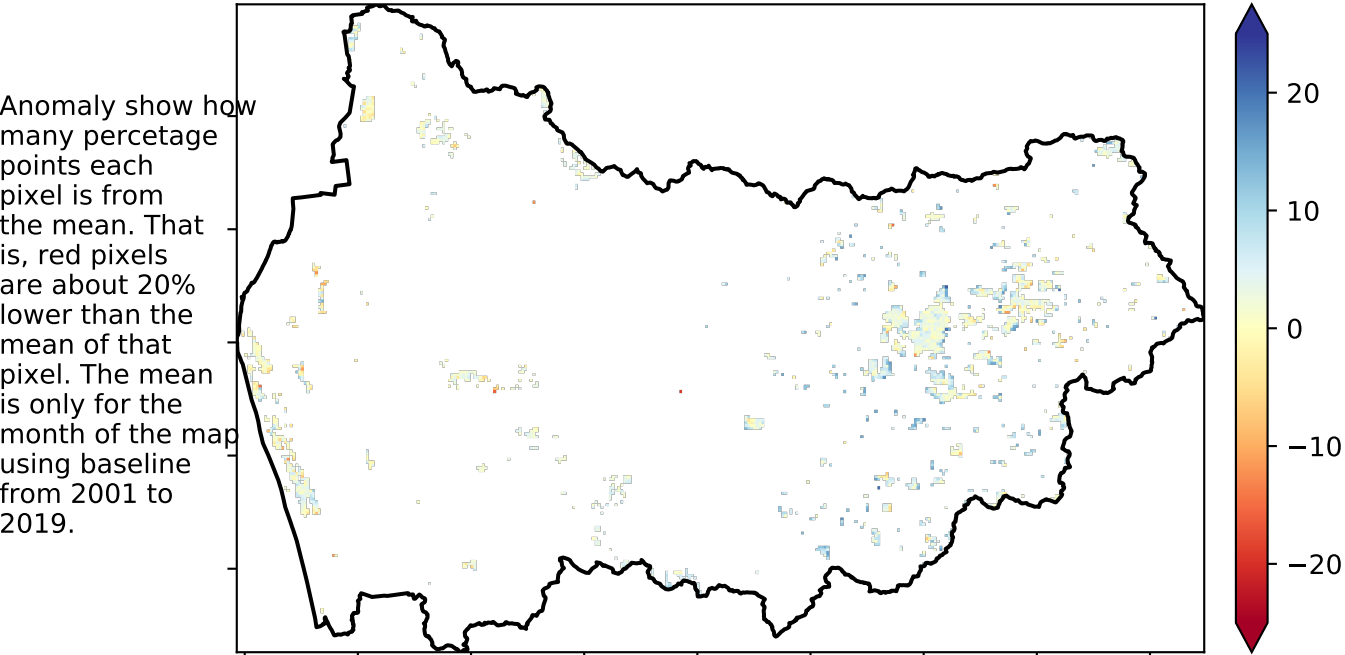 Anomaly show how
many percetage
points each
pixel is from
the mean. That
is, red pixels
are about 20%
lower than the
mean of that
pixel. The mean
is only for the
month of the map
using baseline
from 2001 to
2019.
20
10
0
−10
−20